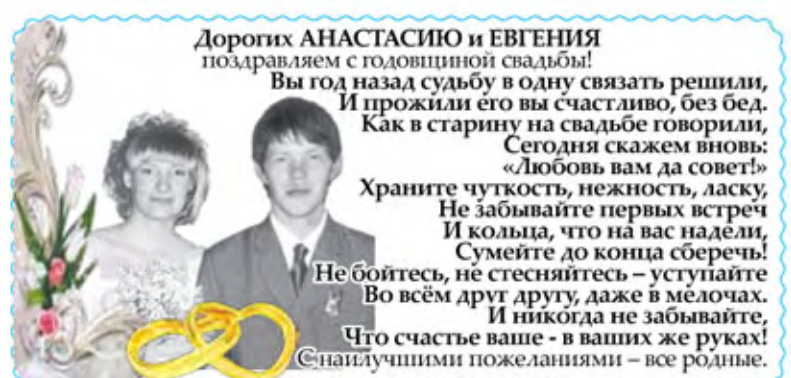 Дорогих АНАСТАСИЮ и ЕВГЕНИЯ
поздравляем с годовщиной свадьбы!
Вы год назад судьбу в одну связать решили,
И прожили его вы счастливо, без бед.
Как в старину на свадьбе говорили,
Сегодня скажем вновь:
«Любовь вам да совет!»
Храните чуткость, нежность, ласку,
Не забывайте первых встреч
И кольца, что на вас надели,
Сумейте до конца сберечь!
Не бойтесь, не стесняйтесь – уступайте
Во всём друг другу, даже в мелочах.
И никогда не забывайте,
Что счастье ваше - в ваших же руках!
С наилучшими пожеланиями – все родные.